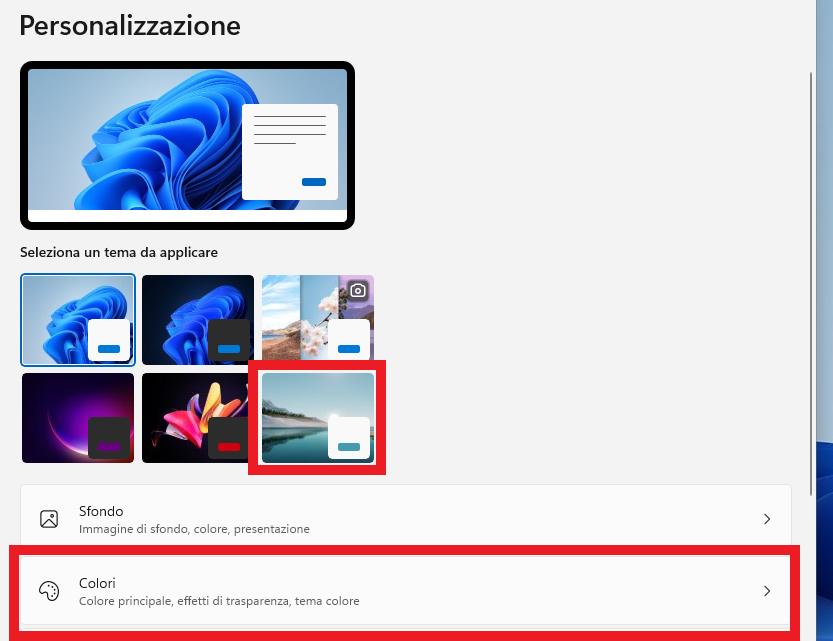 Personalizzazione
Seleziona un tema da applicare
Sfondo
Immagine di sfondo, colore, presentazione
Colori
Colore principale, effetti di trasparenza, tema colore